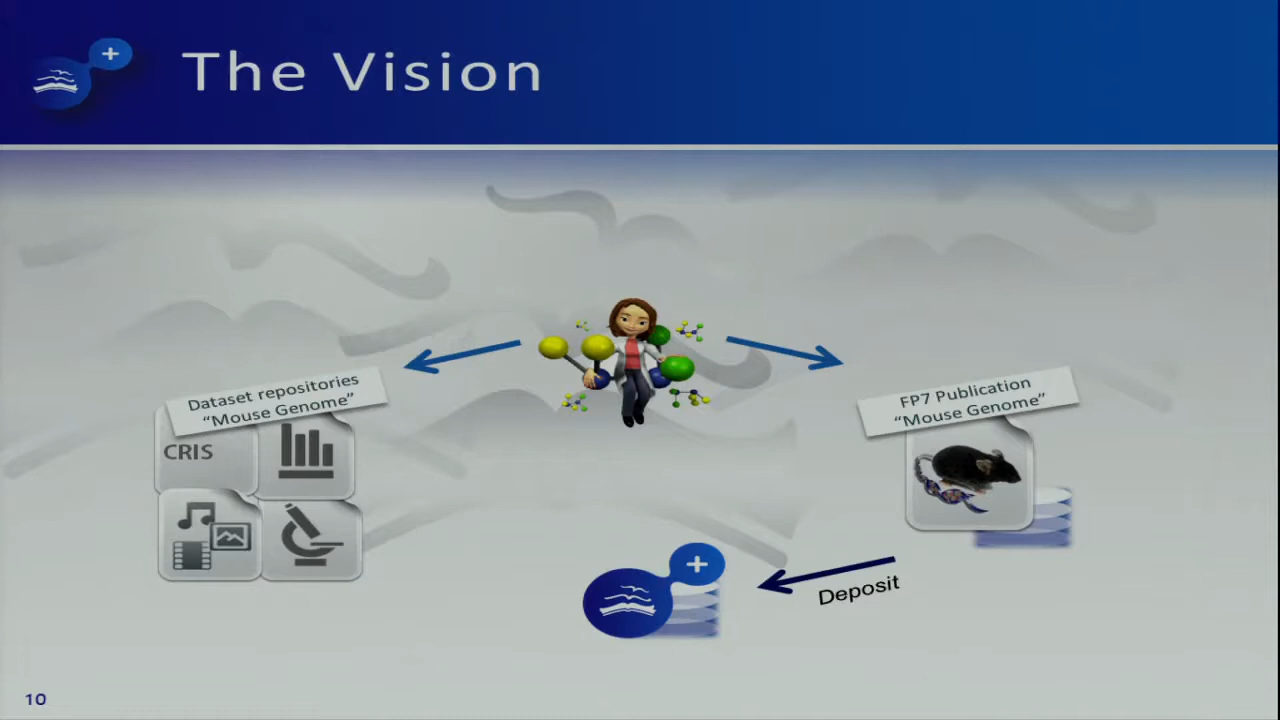 The Vision
Dataset repositories
“Mouse Genome”
CRIS
FP7 Publication
“Mouse Genome”
Deposit
10